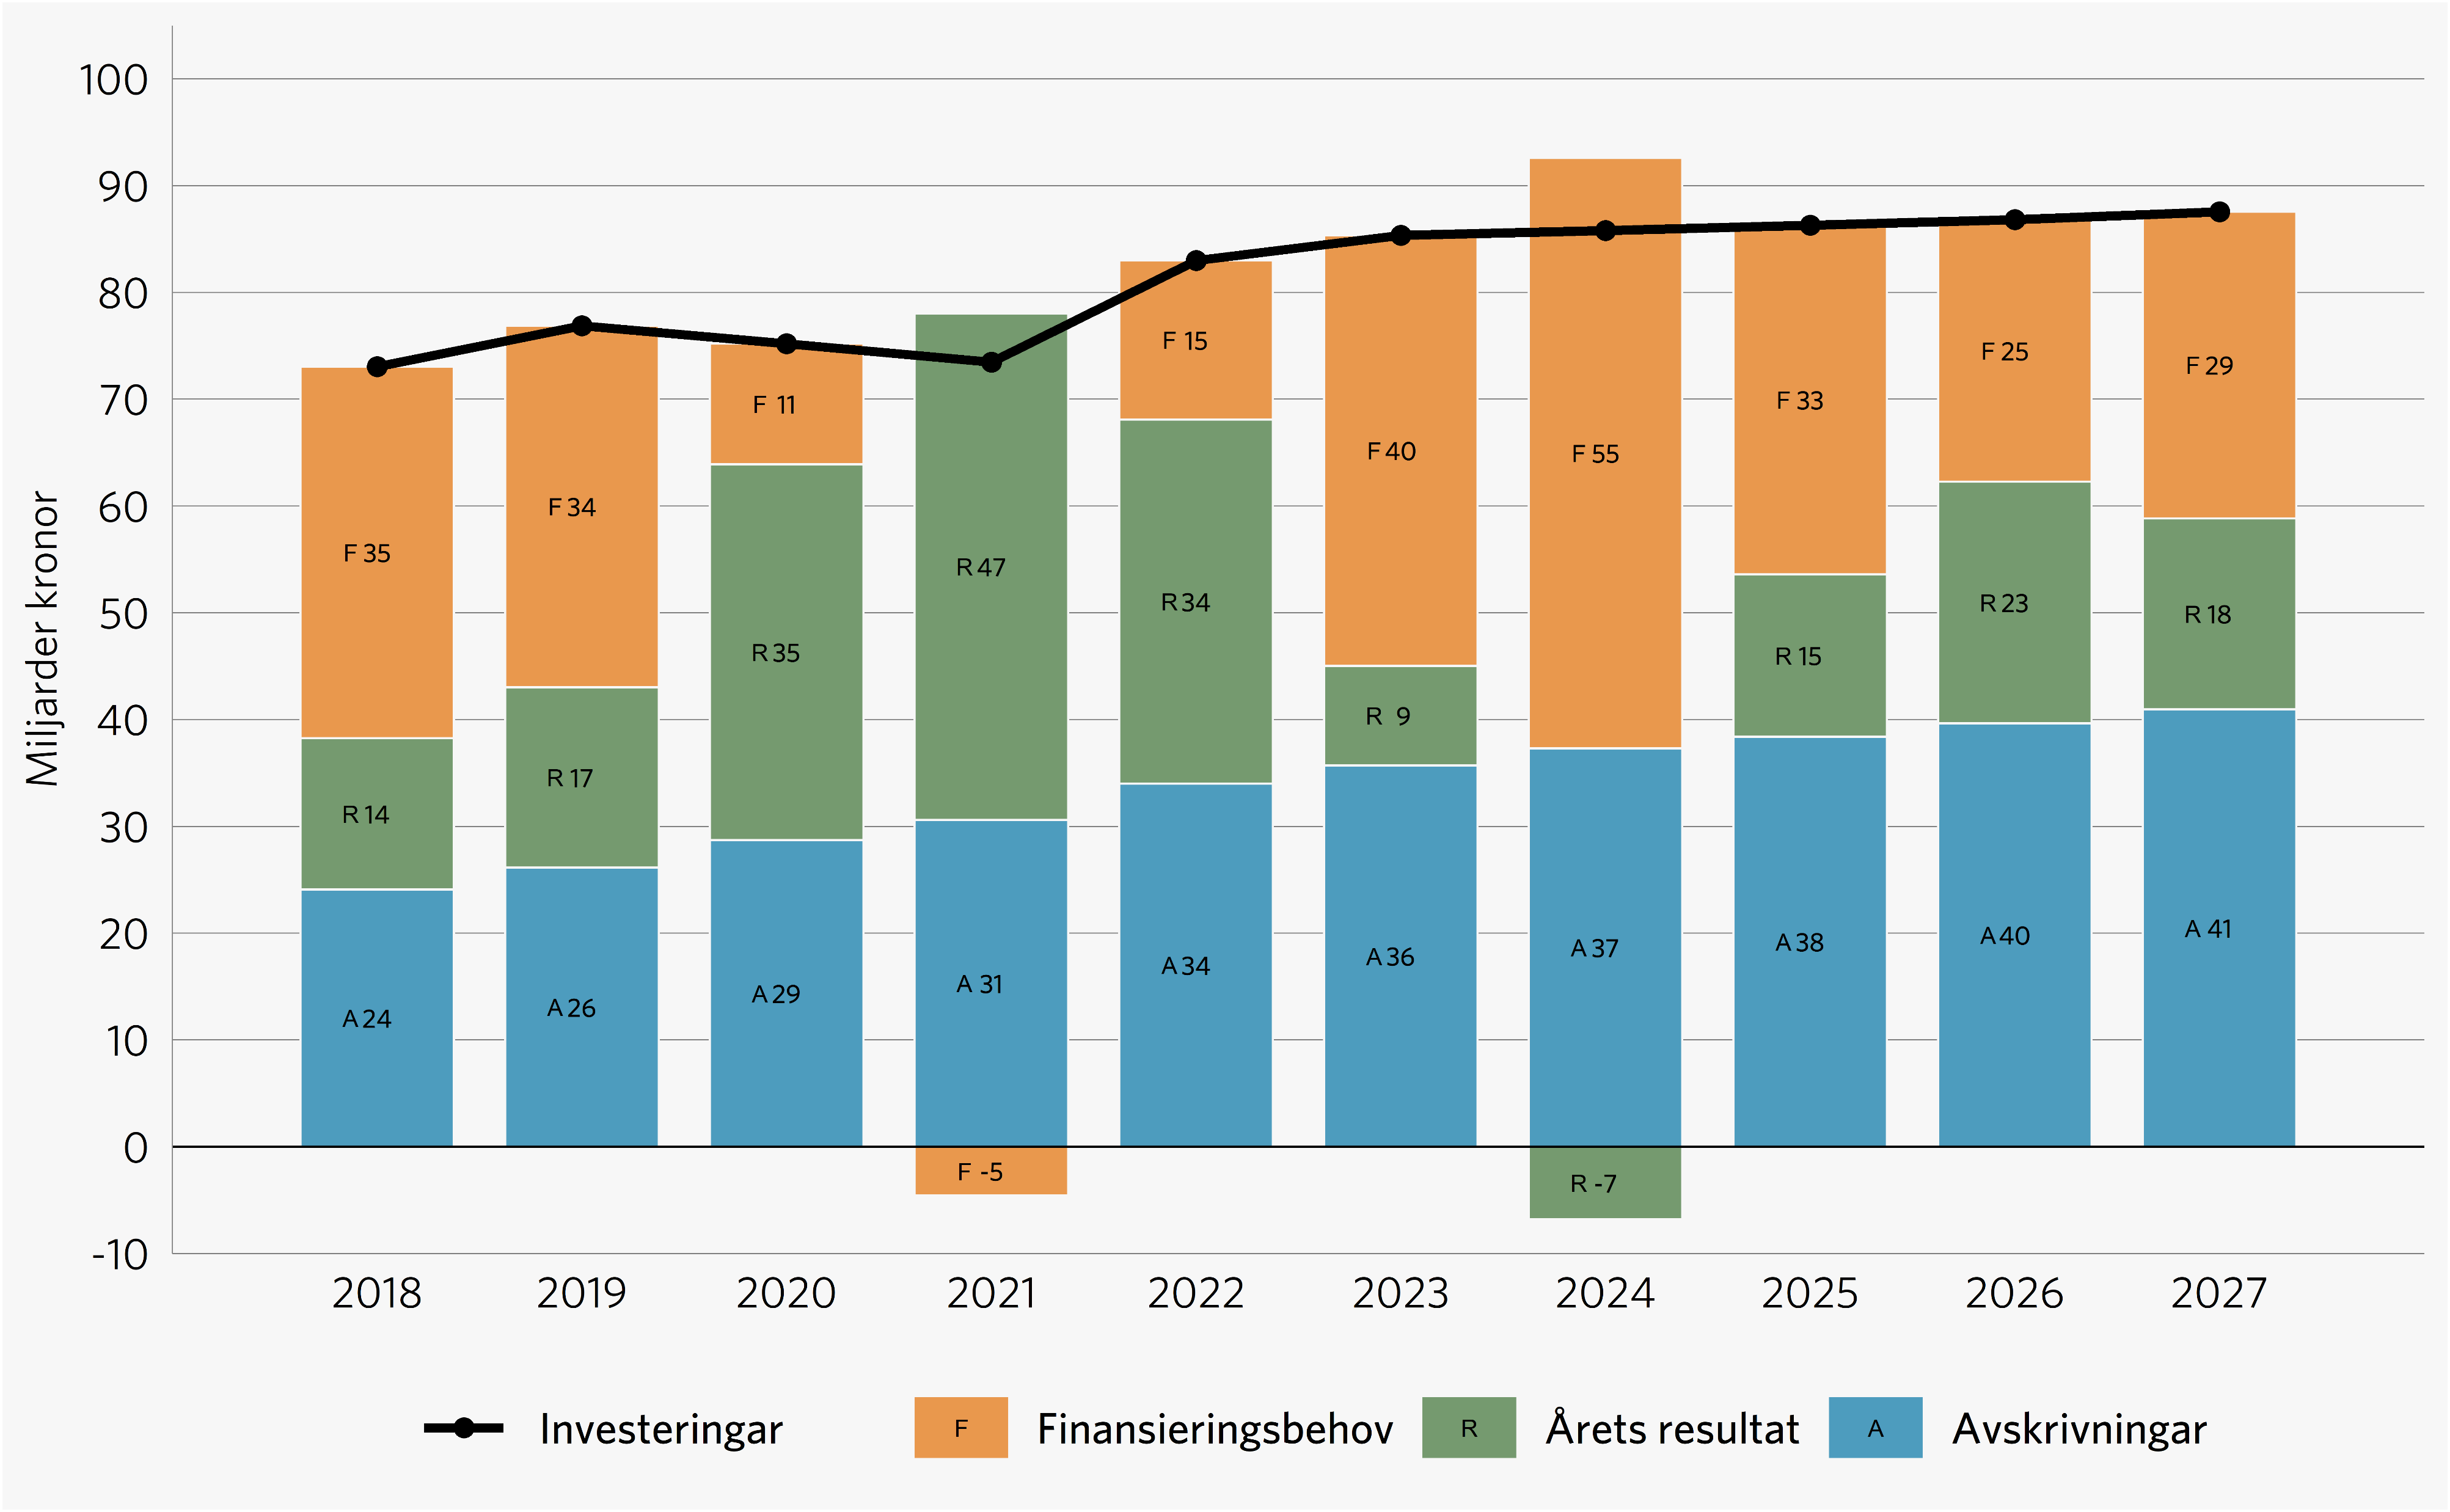 Miljarder kronor
100
90
80
70
60
50
40
30
20
10
0
-10
F 35
R 14
A 24
F 34
R 17
A 26
F 11
R 35
A 29
R 47
A 31
F -5
F 15
R 34
A 34
F 40
R 9
A 36
F 55
A 37
R -7
F 33
R 15
A 38
F 25
R 23
A 40
F 29
R 18
A 41
2018 2019 2020 2021 2022 2023 2024 2025 2026 2027
Investeringar F Finansieringsbehov R Årets resultat A Avskrivningar